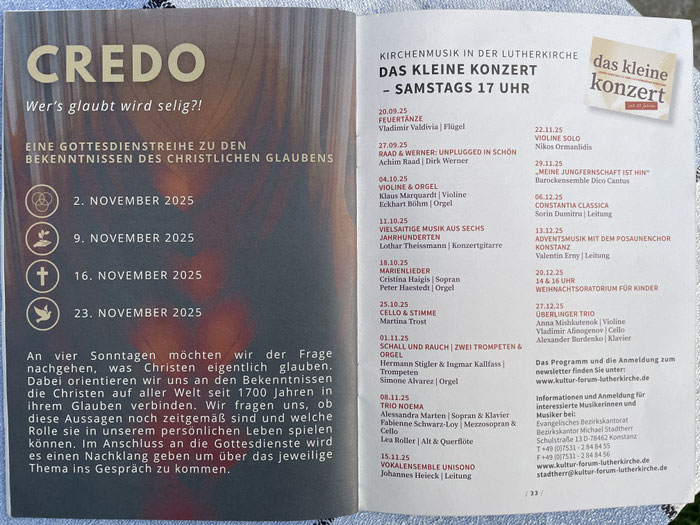 CREDO
Wer's glaubt wird selig?!
EINE GOTTESDIENSTREIHE ZU DEN
BEKENNTNISSEN DES CHRISTLICHEN GLAUBENS
2. NOVEMBER 2025
9. NOVEMBER 2025
16. NOVEMBER 2025
23. NOVEMBER 2025
An vier Sonntagen möchten wir der Frage
nachgehen, was Christen eigentlich glauben.
Dabei orientieren wir uns an den Bekenntnissen
die Christen auf aller Welt seit 1700 Jahren in
ihrem Glauben verbinden. Wir fragen uns, ob
diese Aussagen noch zeitgemäß sind und welche
Rolle sie in unserem persönlichen Leben spielen
können. Im Anschluss an die Gottesdienste wird
es einen Nachklang geben um über das jeweilige
Thema ins Gespräch zu kommen.
KIRCHENMUSIK IN DER LUTHERKIRCHE
DAS KLEINE KONZERT
– SAMSTAGS 17 UHR
das kleine
konzert
20.09.25
FEUERTÄNZE
Vladimir Valdivia | Flügel
27.09.25
RAAD & WERNER: UNPLUGGED IN SCHÖN
Achim Raad | Dirk Werner
04.10.25
VIOLINE & ORGEL
Klaus Marquardt | Violine
Eckhart Böhm | Orgel
11.10.25
VIELSAITIGE MUSIK AUS SECHS
JAHRHUNDERTEN
Lothar Theissmann | Konzertgitarre
18.10.25
MARIENLIEDER
Cristina Haigis | Sopran
Peter Haestedt | Orgel
25.10.25
CELLO & STIMME
Martina Trost
01.11.25
SCHALL UND RAUCH | ZWEI TROMPETEN &
ORGEL
Hermann Stigler & Ingmar Kallfass |
Trompeten
Simone Alvarez | Orgel
08.11.25
TRIO NOEMA
Alessandra Marten | Sopran & Klavier
Fabienne Schwarz-Loy | Mezzosopran &
Cello
Lea Roller | Alt & Querflöte
15.11.25
VOKALENSEMBLE UNISONO
Johannes Heieck | Leitung
22.11.25
VIOLINE SOLO
Nikos Ormanlidis
29.11.25
„MEINE JUNGFERNSCHAFT IST HIN"
Barockensemble Dico Cantus
06.12.25
CONSTANTIA CLASSICA
Sorin Dumitru | Leitung
13.12.25
ADVENTSMUSIK MIT DEM POSAUNENCHOR
KONSTANZ
Valentin Erny | Leitung
20.12.25
14 & 16 UHR
WEIHNACHTSORATORIUM FÜR KINDER
27.12.25
ÜBERLINGER TRIO
Anna Mishkutenok | Violine
Vladimir Afinogenov | Cello
Alexander Burdenko | Klavier
Das Programm und die Anmeldung zum
newsletter finden Sie unter:
www.kultur-forum-lutherkirche.de
Informationen und Anmeldung für
interessierte Musikerinnen und
Musiker bei:
Evangelisches Bezirkskantorat
Bezirkskantor Michael Stadtherr
Schulstraße 13 D-78462 Konstanz
T +49 (0)7531 - 2 84 84 55
F +49 (0)7531 - 2 84 84 56
www.kultur-forum-lutherkirche.de
stadtherr@kultur-forum-lutherkirche.de
/ 33 /